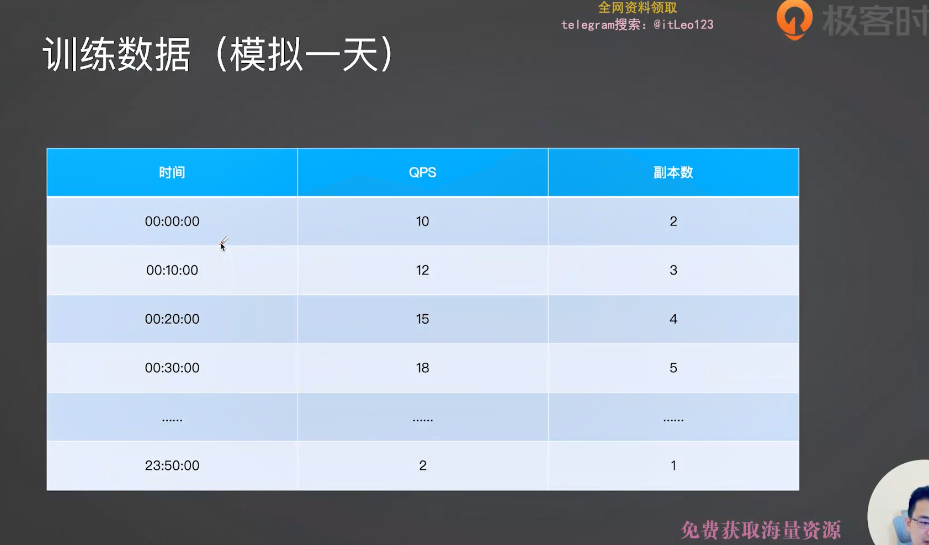 全网资料领取
telegram搜索：@itLeo123
极客时
训练数据（模拟一天）
时间 QPS 副本数
00:00:00 10 2
00:10:00 12 3
00:20:00 15 4
00:30:00 18 5
...... ...... ......
23:50:00 2 1
免费获取海量资源